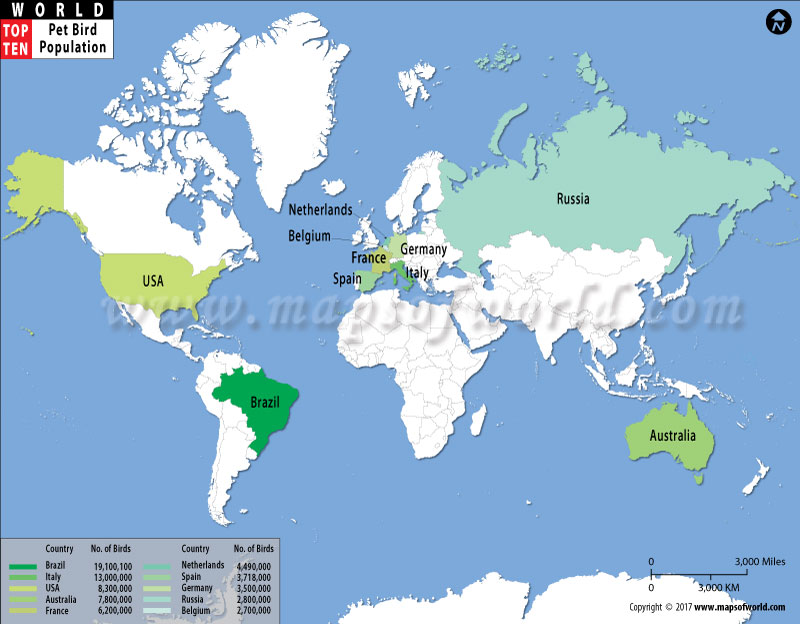 WORLD
TOP TEN
Pet Bird
Population
N
Russia
Netherlands
Belgium
Germany
France
Italy
Spain
USA
www.mapsofworld.com
Brazil
Australia
Country No. of Birds Country No. of Birds
Brazil 19,100,100 Netherlands 4,490,000
Italy 13,000,000 Spain 3,718,000
USA 8,300,000 Germany 3,500,000
Australia 7,800,000 Russia 2,800,000
France 6,200,000 Belgium 2,700,000
0 3,000 Miles
0 3,000 KM
Copyright © 2017 www.mapsofworld.com